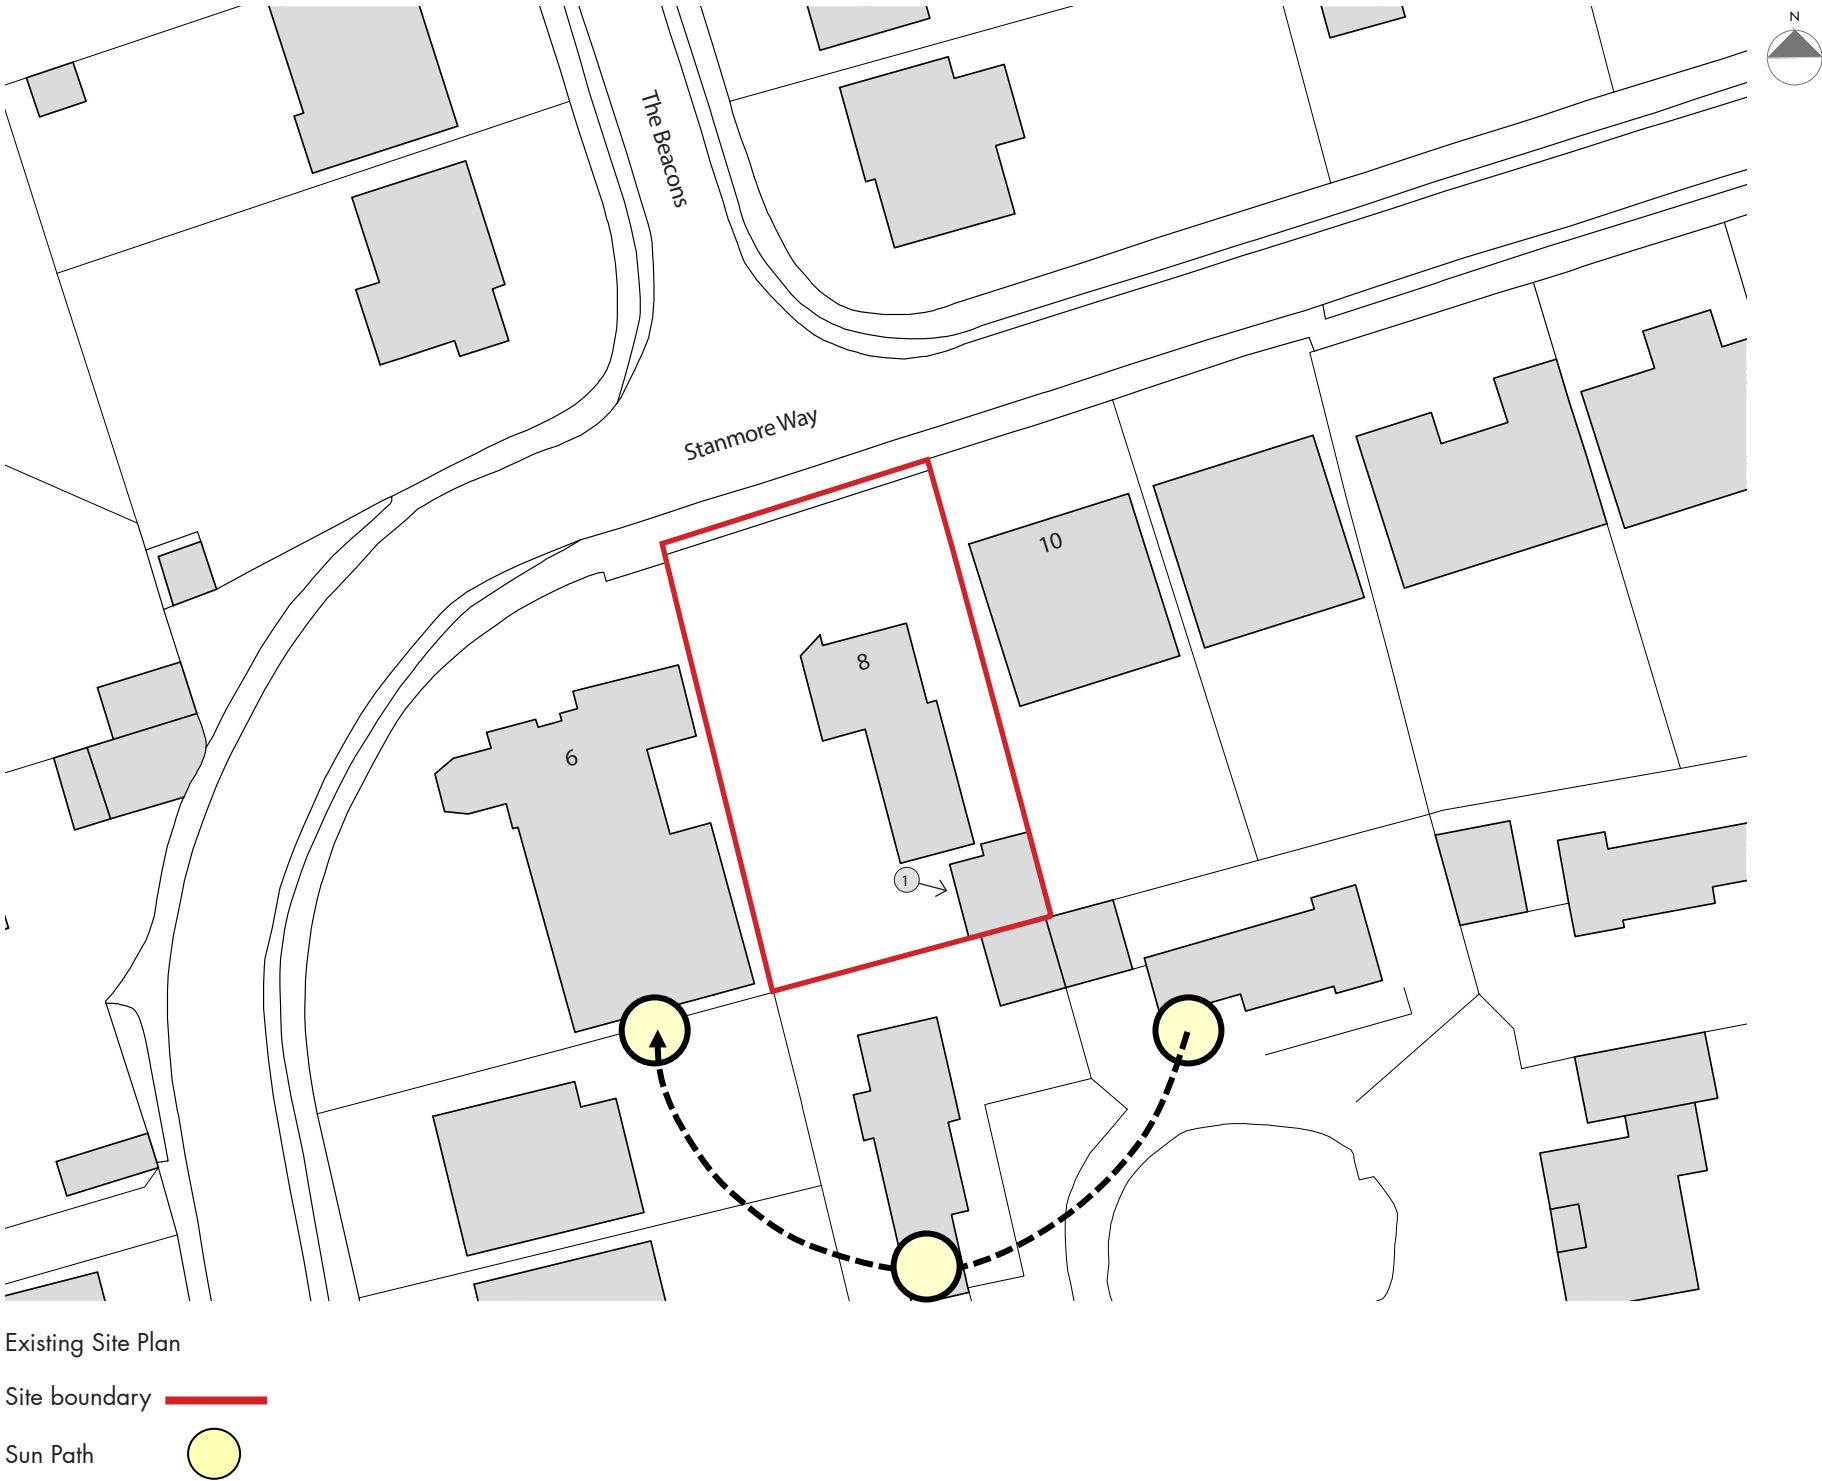 N
The Beacons
Stanmore Way
10
8
6
1
Existing Site Plan
Site boundary
Sun Path